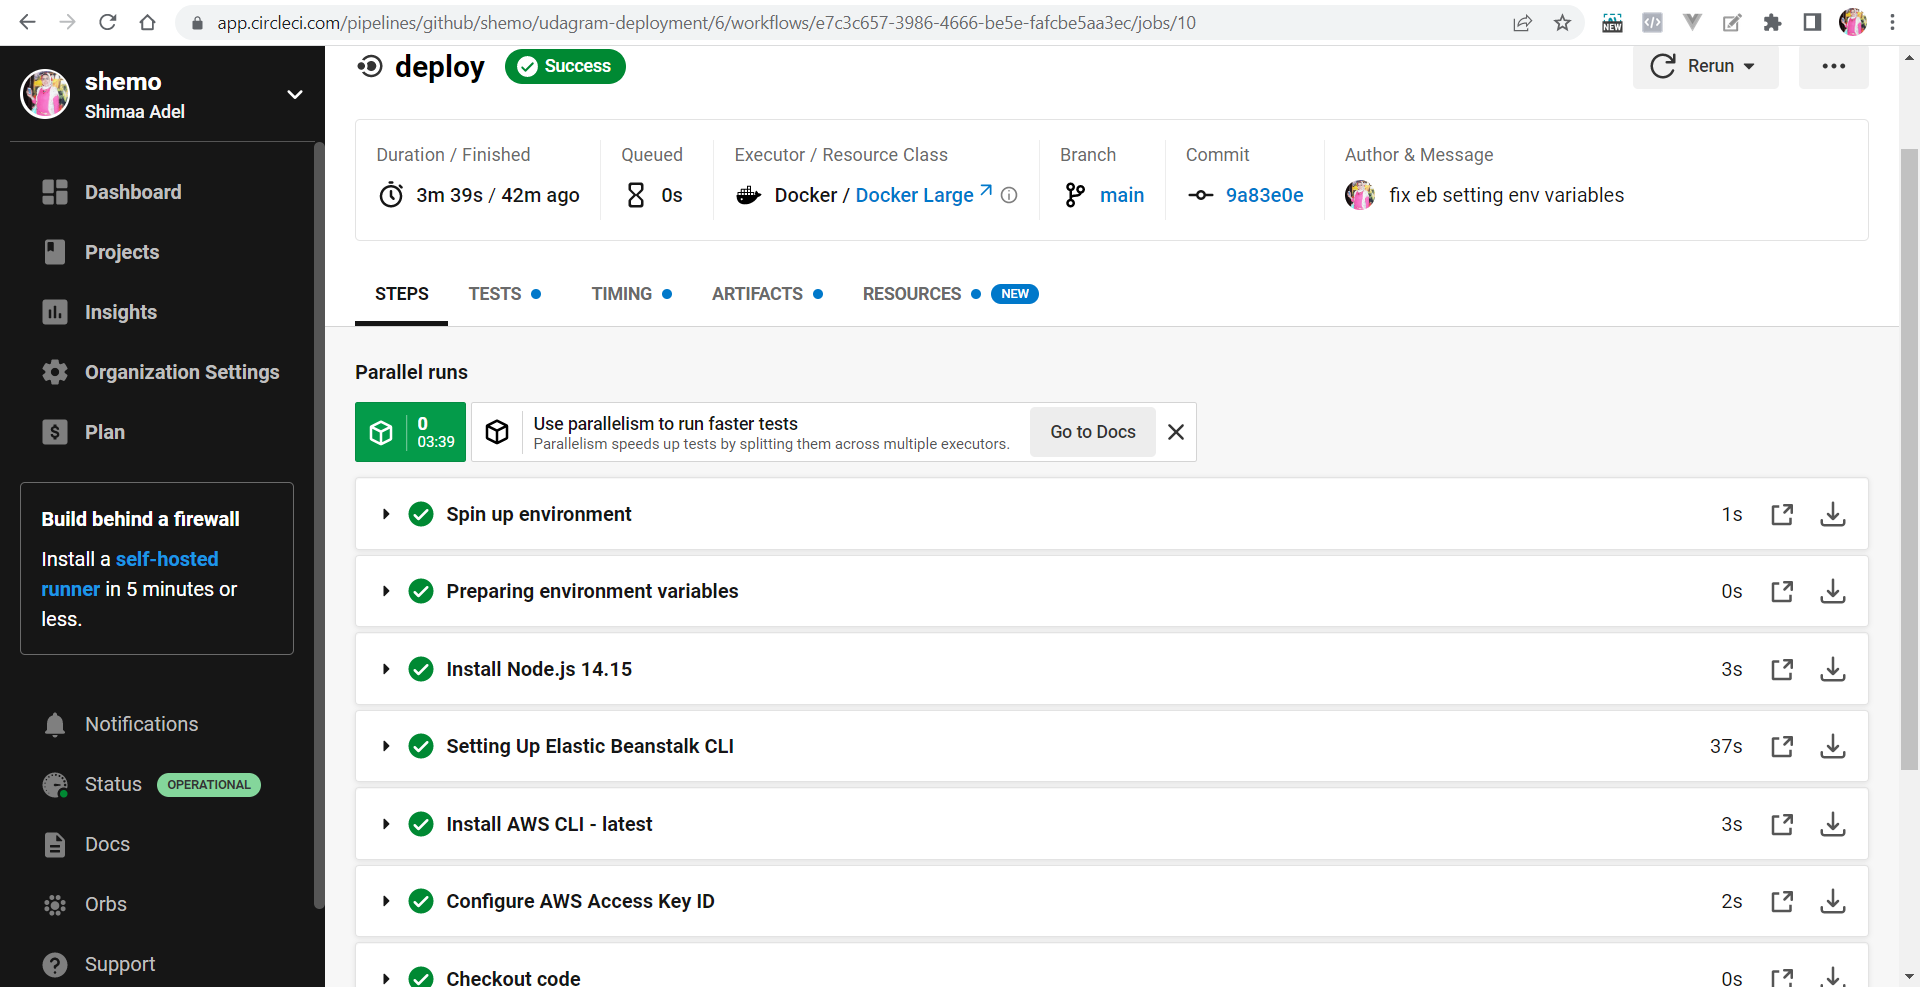 app.circleci.com/pipelines/github/shemo/udagram-deployment/6/workflows/e7c3c657-3986-4666-be5e-fafcbe5aa3ec/jobs/10
NEW
shemo
Shimaa Adel
Dashboard
Projects
Insights
Organization Settings
Plan
Build behind a firewall
Install a self-hosted
runner in 5 minutes or
less.
Notifications
Status OPERATIONAL
Docs
Orbs
Support
deploy Success
Rerun
Duration / Finished
3m 39s / 42m ago
Queued
0s
Executor / Resource Class
Docker / Docker Large
Branch
main
Commit
9a83e0e
Author & Message
fix eb setting env variables
STEPS TESTS TIMING ARTIFACTS RESOURCES NEW
Parallel runs
0
03:39
Use parallelism to run faster tests
Parallelism speeds up tests by splitting them across multiple executors.
Go to Docs
Spin up environment 1s
Preparing environment variables 0s
Install Node.js 14.15 3s
Setting Up Elastic Beanstalk CLI 37s
Install AWS CLI - latest 3s
Configure AWS Access Key ID 2s
Checkout code 0s